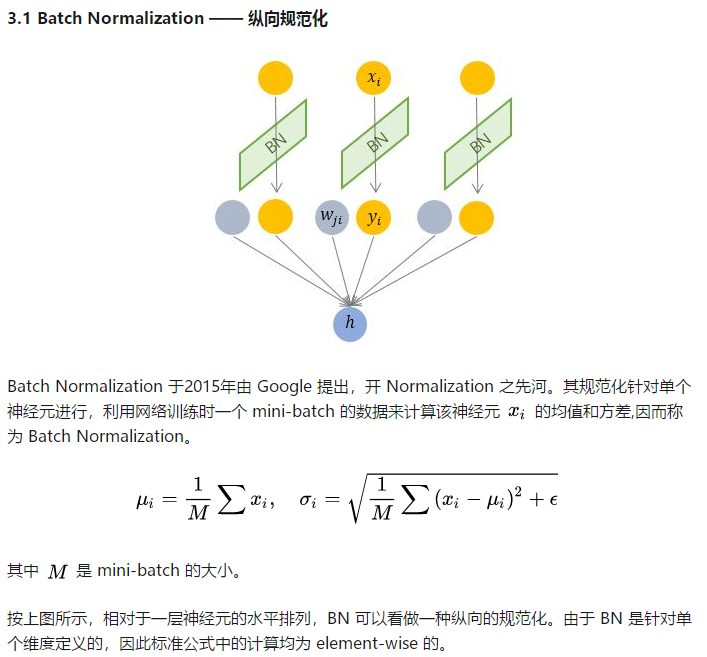 3.1 Batch Normalization —— 纵向规范化
x_i
BN BN BN
w_{ji} y_i
h
Batch Normalization 于2015年由 Google 提出，开 Normalization 之先河。其规范化针对单个
神经元进行，利用网络训练时一个 mini-batch 的数据来计算该神经元 x_i 的均值和方差,因而称
为 Batch Normalization。
μ_i = \frac{1}{M} \sum x_i, σ_i = \sqrt{\frac{1}{M} \sum (x_i - μ_i)^2 + ϵ}
其中 M 是 mini-batch 的大小。
按上图所示，相对于一层神经元的水平排列，BN 可以看做一种纵向的规范化。由于 BN 是针对单
个维度定义的，因此标准公式中的计算均为 element-wise 的。